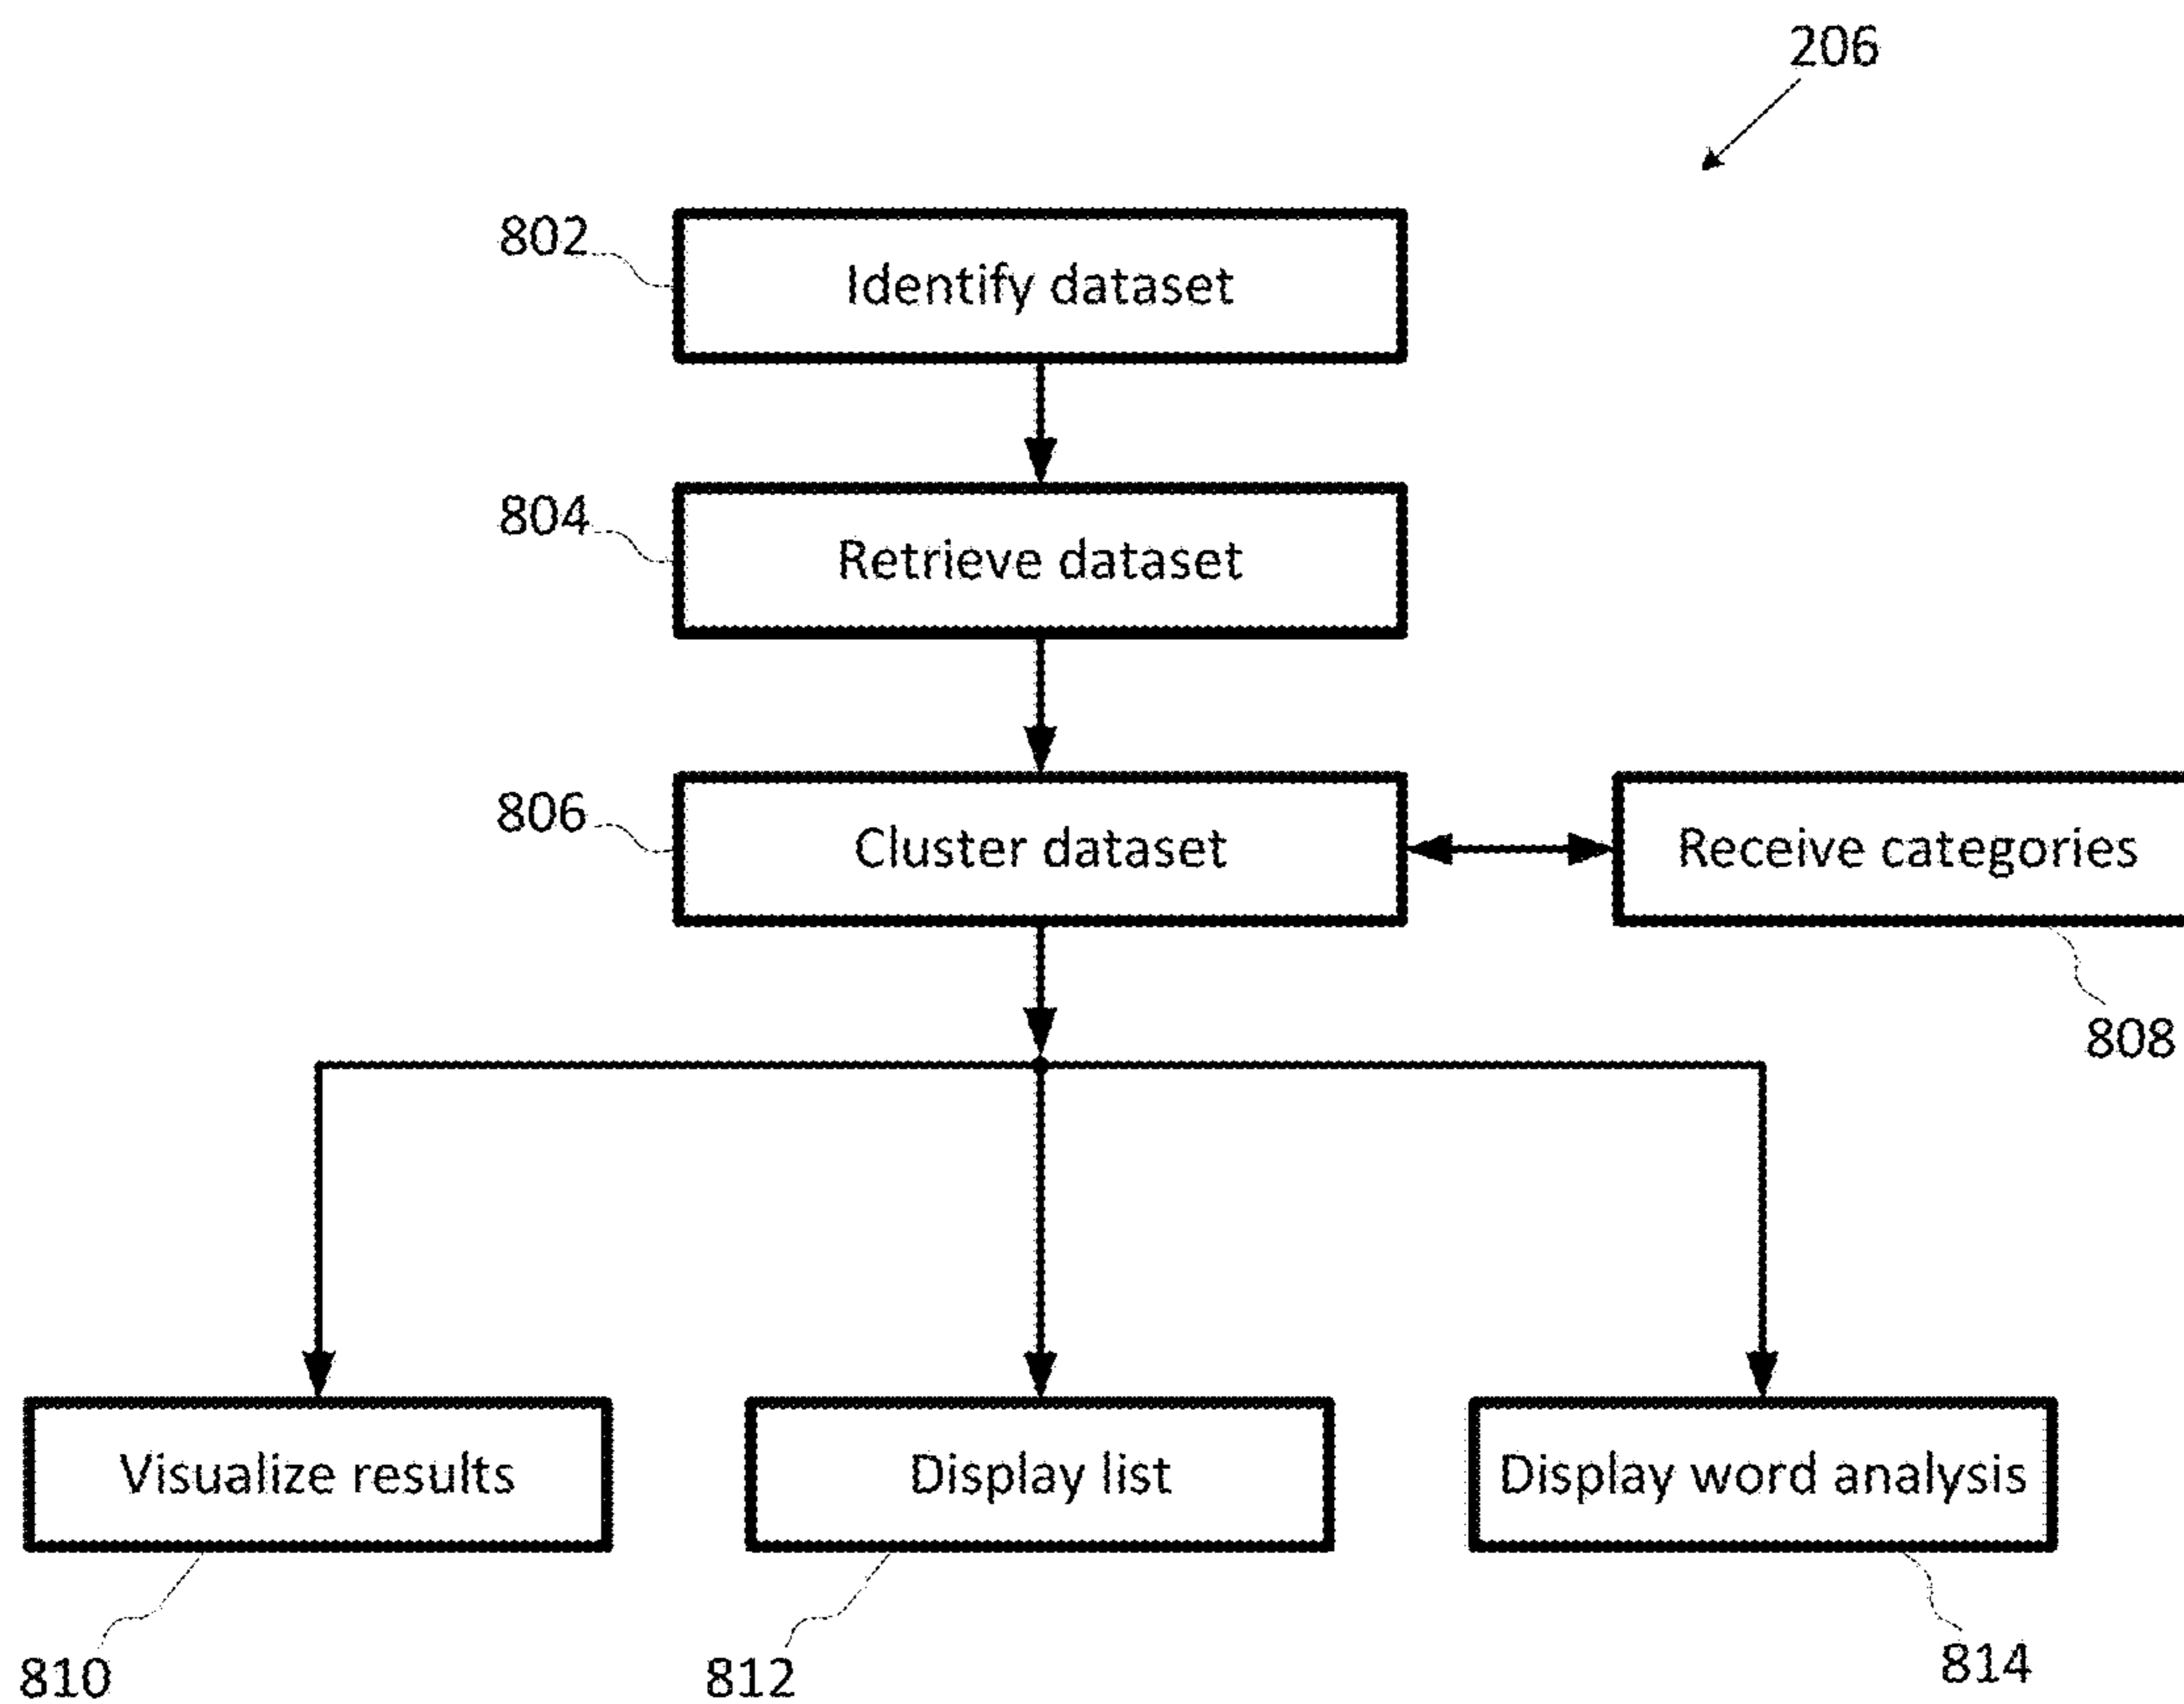 206
802
Identify dataset
804
Retrieve dataset
806
Cluster dataset
Receive categories
808
Visualize results
Display list
Display word analysis
810
812
814